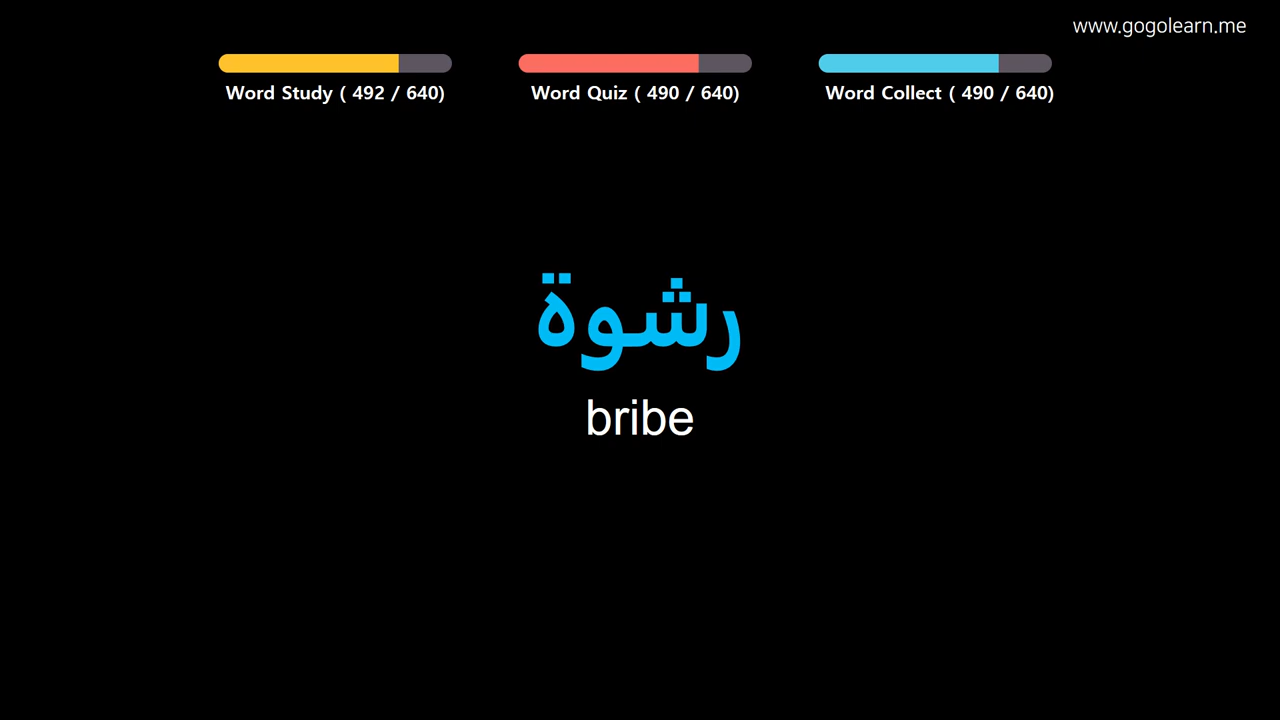 www.gogolearn.me
Word Study ( 492 / 640)
Word Quiz ( 490 / 640)
Word Collect ( 490 / 640)
رشوة
bribe